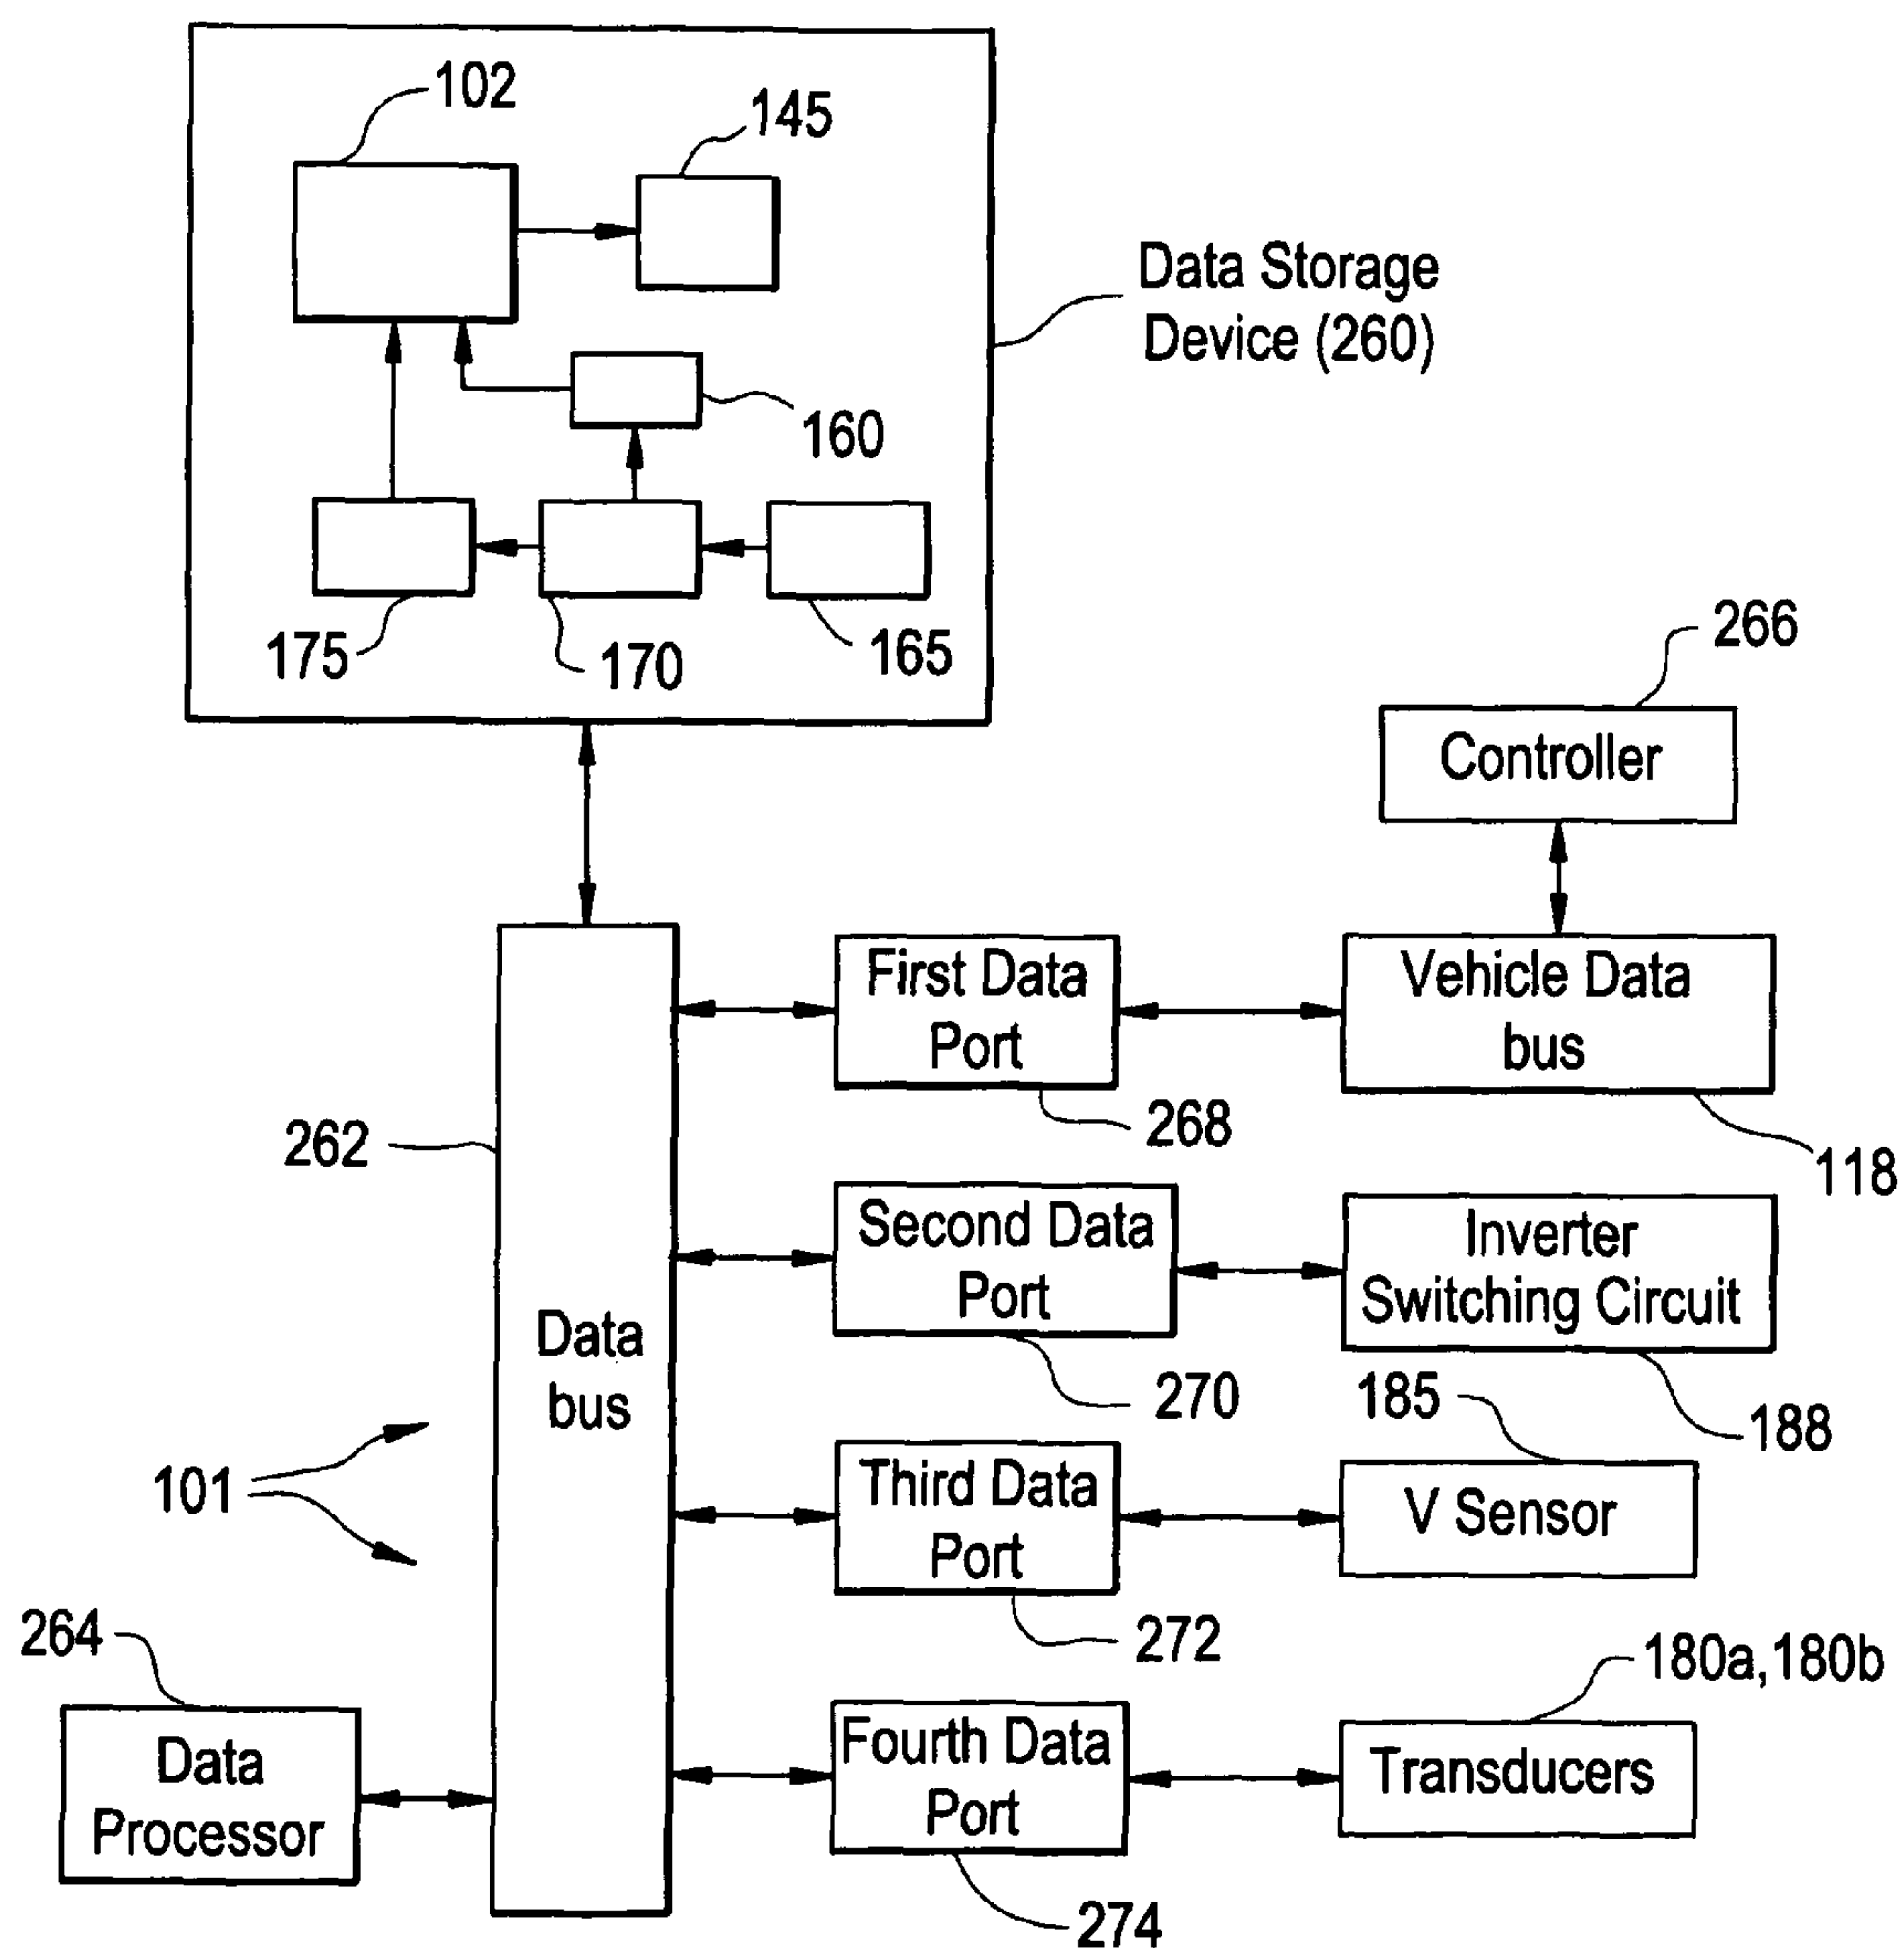 102
145
Data Storage
Device (260)
160
175
170
165
266
Controller
First Data
Port
Vehicle Data
bus
268
262
118
Second Data
Port
Inverter
Switching Circuit
Data
bus
270
185
188
101
Third Data
Port
V Sensor
264
272
180a,180b
Data
Processor
Fourth Data
Port
Transducers
274